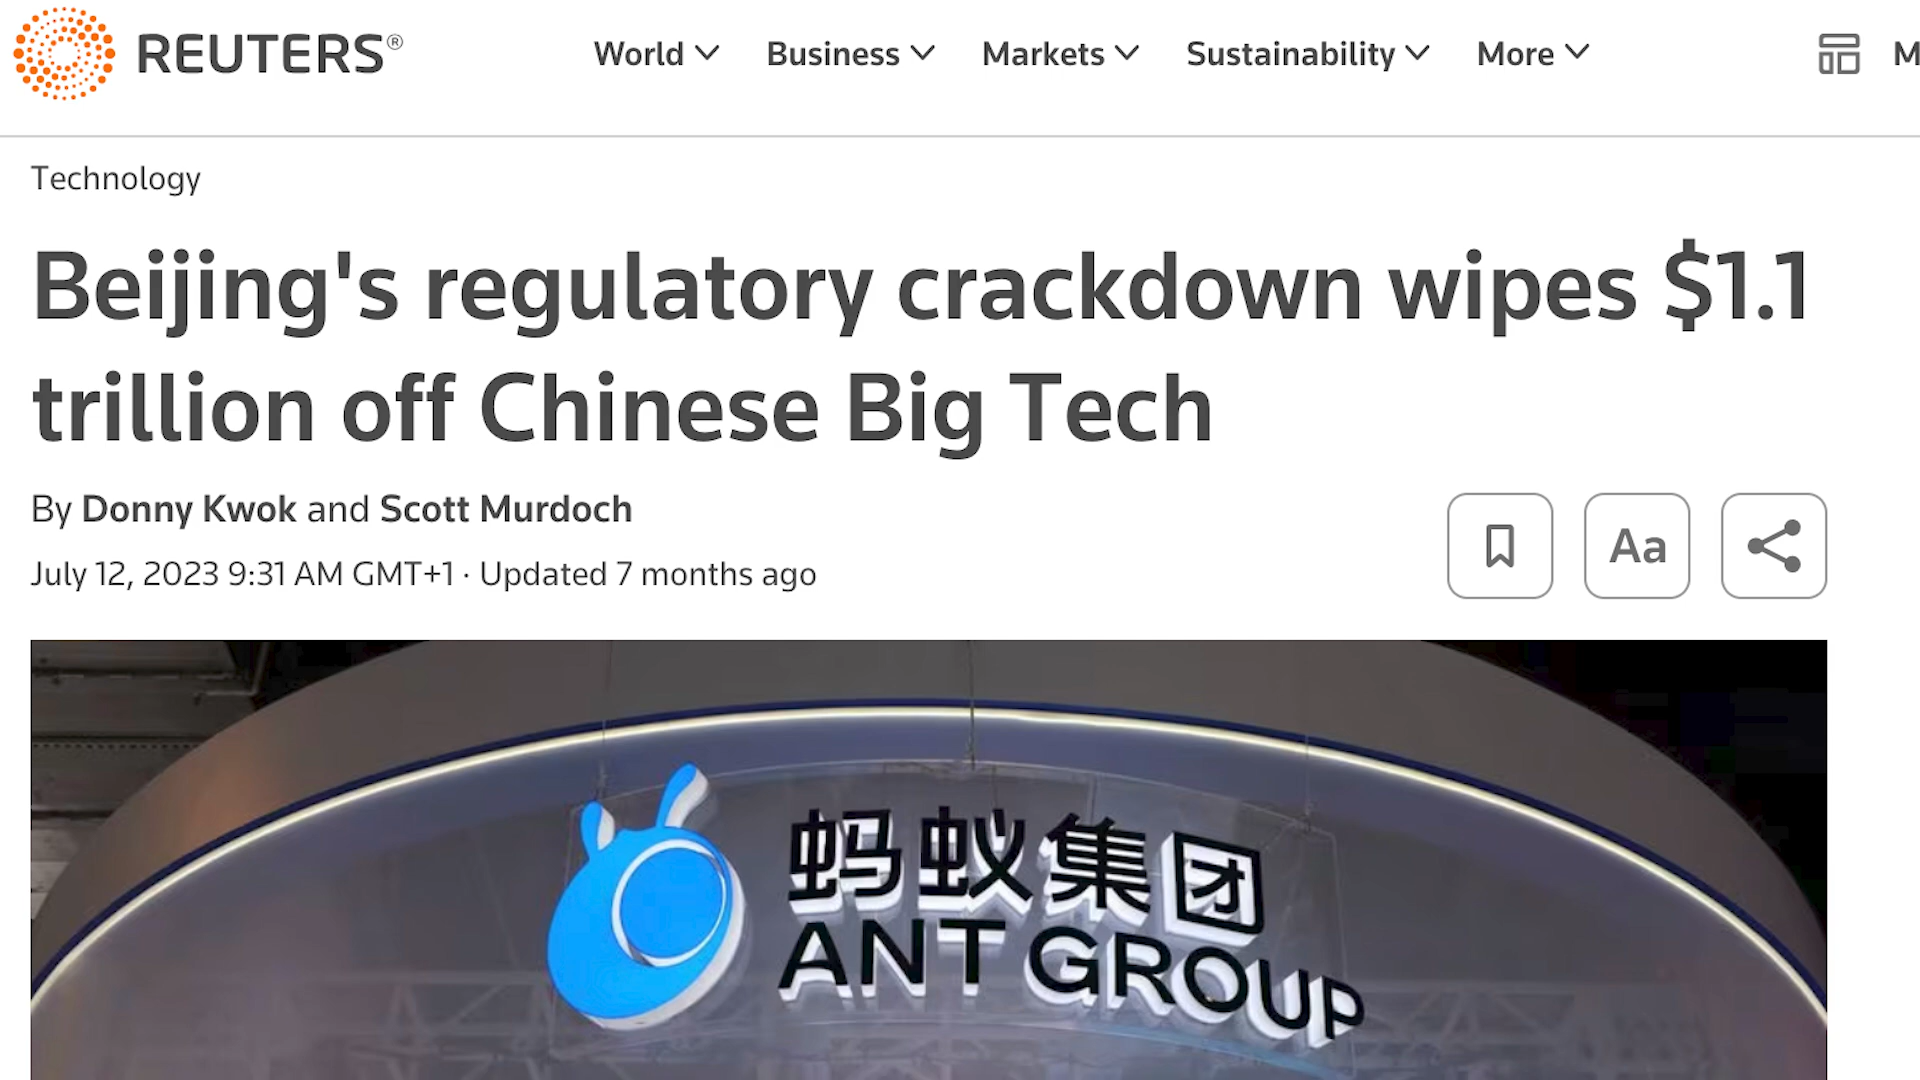 REUTERS®
World Business Markets Sustainability More M
Technology
Beijing's regulatory crackdown wipes $1.1
trillion off Chinese Big Tech
By Donny Kwok and Scott Murdoch
July 12, 2023 9:31 AM GMT+1 · Updated 7 months ago
Aa
蚂蚁集团
ANT GROUP